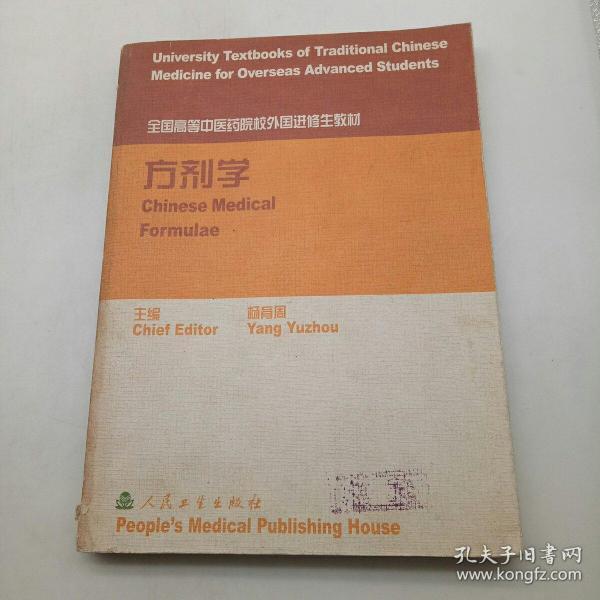 University Textbooks of Traditional Chinese
Medicine for Overseas Advanced Students
全国高等中医药院校外国进修生教材
方剂学
Chinese Medical
Formulae
主编 杨育周
Chief Editor Yang Yuzhou
人民卫生出版社
People's Medical Publishing House
孔夫子旧书网
www.kongfz.com